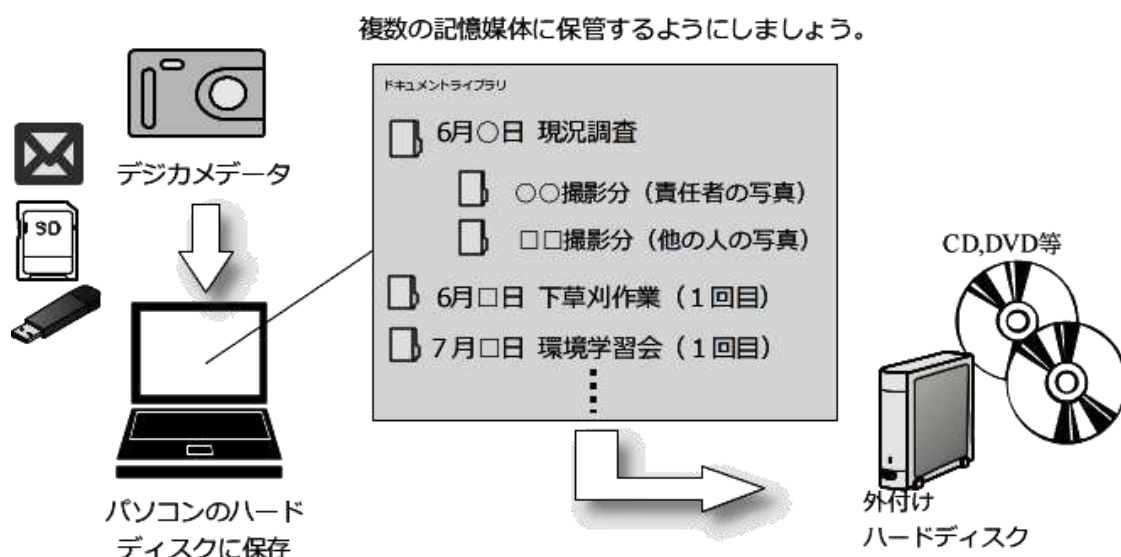 複数の記憶媒体に保管するようにしましょう。
ドキュメントライブラリ
6月○日 現況調査
○○撮影分（責任者の写真）
□□撮影分（他の人の写真）
6月□日 下草刈作業（１回目）
７月□日 環境学習会（１回目）
デジカメデータ
SD
パソコンのハード
ディスクに保存
CD,DVD等
外付け
ハードディスク